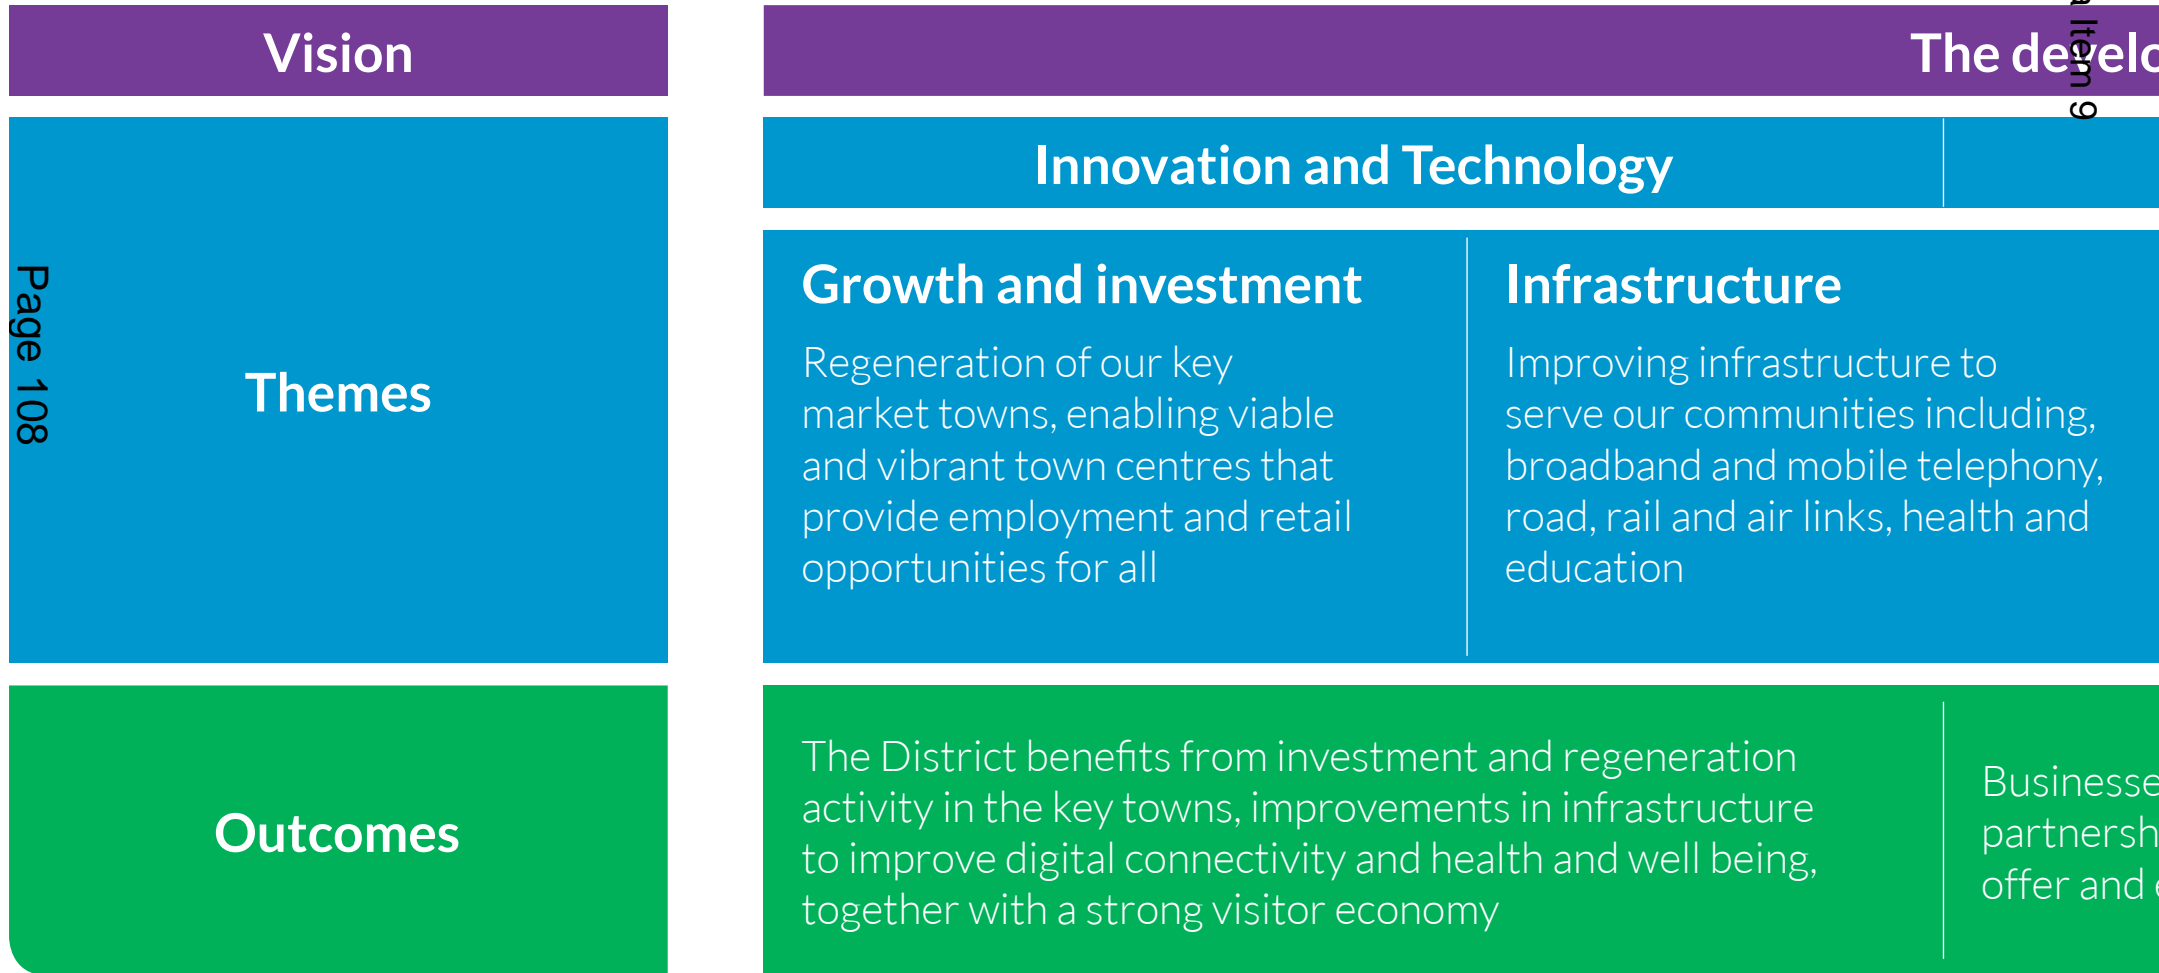 Vision
The develo
a Item 9
Innovation and Technology
Page 108
Themes
Growth and investment
Regeneration of our key
market towns, enabling viable
and vibrant town centres that
provide employment and retail
opportunities for all
Infrastructure
Improving infrastructure to
serve our communities including,
broadband and mobile telephony,
road, rail and air links, health and
education
Outcomes
The District benefits from investment and regeneration
activity in the key towns, improvements in infrastructure
to improve digital connectivity and health and well being,
together with a strong visitor economy
Businesse
partnersh
offer and